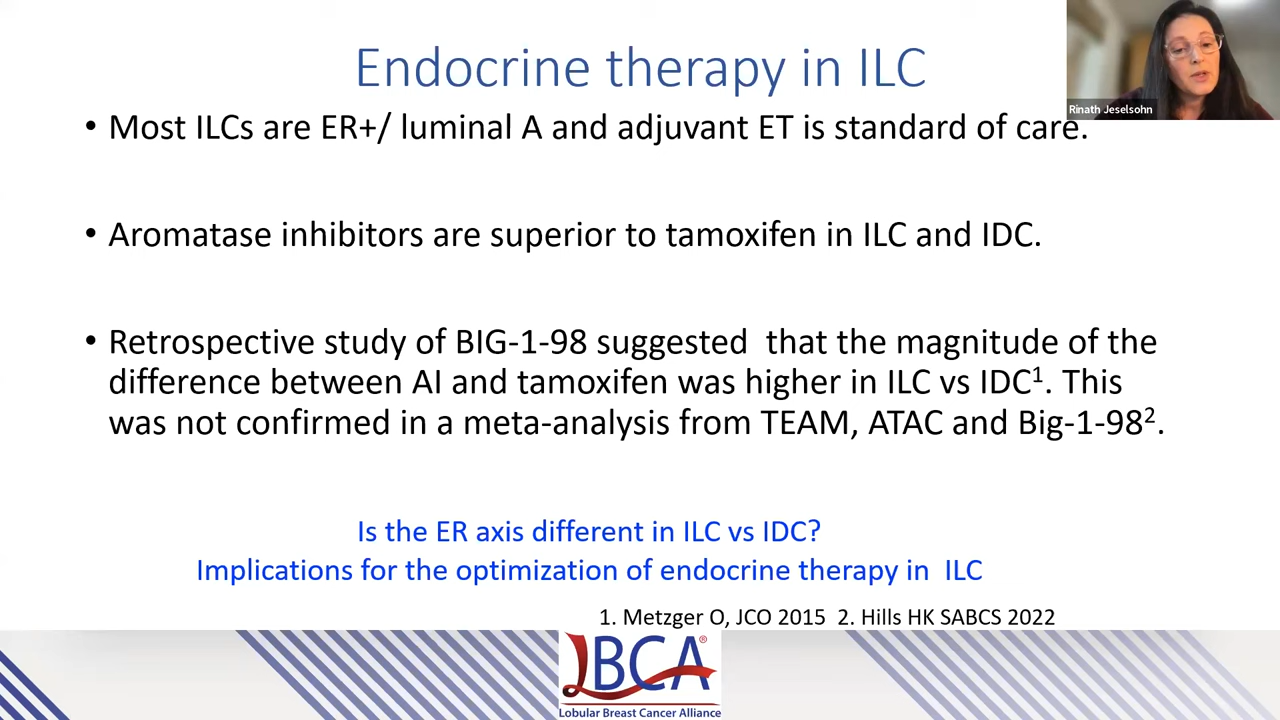 Endocrine therapy in ILC
Rinath Jeselsohn
• Most ILCs are ER+/ luminal A and adjuvant ET is standard of care.
• Aromatase inhibitors are superior to tamoxifen in ILC and IDC.
• Retrospective study of BIG-1-98 suggested  that the magnitude of the
difference between AI and tamoxifen was higher in ILC vs IDC¹. This
was not confirmed in a meta-analysis from TEAM, ATAC and Big-1-98².
Is the ER axis different in ILC vs IDC?
Implications for the optimization of endocrine therapy in  ILC
1. Metzger O, JCO 2015  2. Hills HK SABCS 2022
LBCA®
Lobular Breast Cancer Alliance